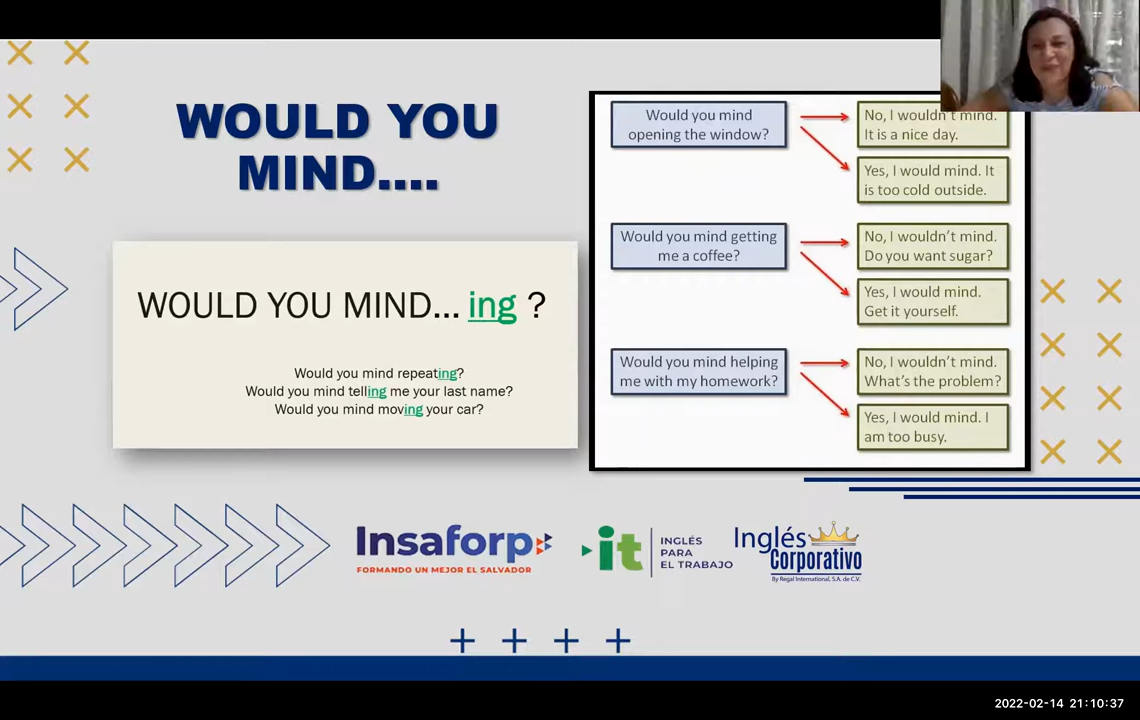 WOULD YOU
MIND....
WOULD YOU MIND... ing ?
Would you mind repeating?
Would you mind telling me your last name?
Would you mind moving your car?
Would you mind
opening the window?
No, I wouldn't mind.
It is a nice day.
Yes, I would mind. It
is too cold outside.
Would you mind getting
me a coffee?
No, I wouldn't mind.
Do you want sugar?
Yes, I would mind.
Get it yourself.
Would you mind helping
me with my homework?
No, I wouldn't mind.
What's the problem?
Yes, I would mind. I
am too busy.
Insaforp
FORMANDO UN MEJOR EL SALVADOR
it
INGLÉS
PARA
EL TRABAJO
Inglés
Corporativo
By Regal International, S.A. de C.V.
2022-02-14 21:10:37